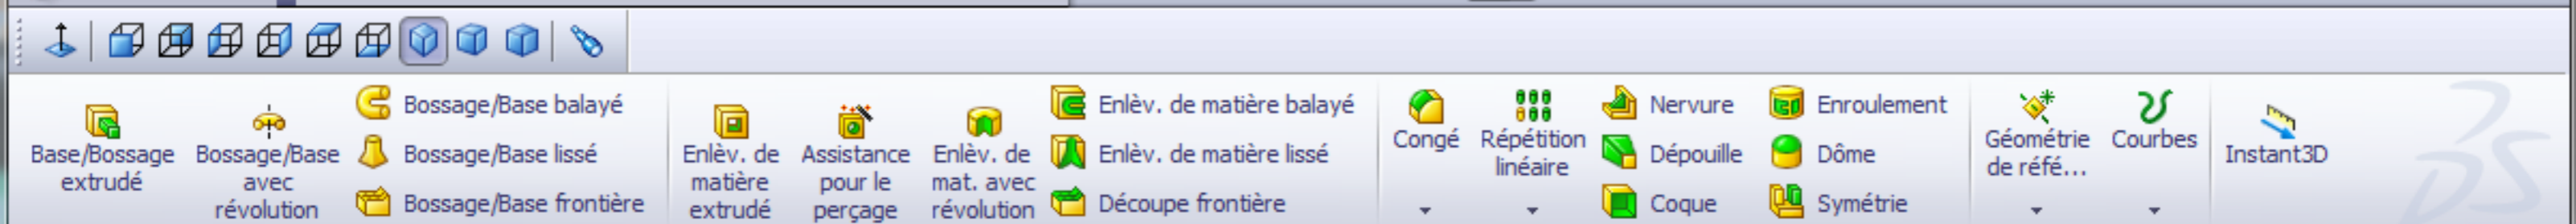 Base/Bossage
extrudé
Bossage/Base
avec
révolution
Bossage/Base balayé
Bossage/Base lissé
Bossage/Base frontière
Enlèv. de
matière
extrudé
Assistance
pour le
perçage
Enlèv. de
mat. avec
révolution
Enlèv. de matière balayé
Enlèv. de matière lissé
Découpe frontière
Congé
Répétition
linéaire
Nervure
Dépouille
Coque
Enroulement
Dôme
Symétrie
Géométrie
de réfé...
Courbes
Instant3D